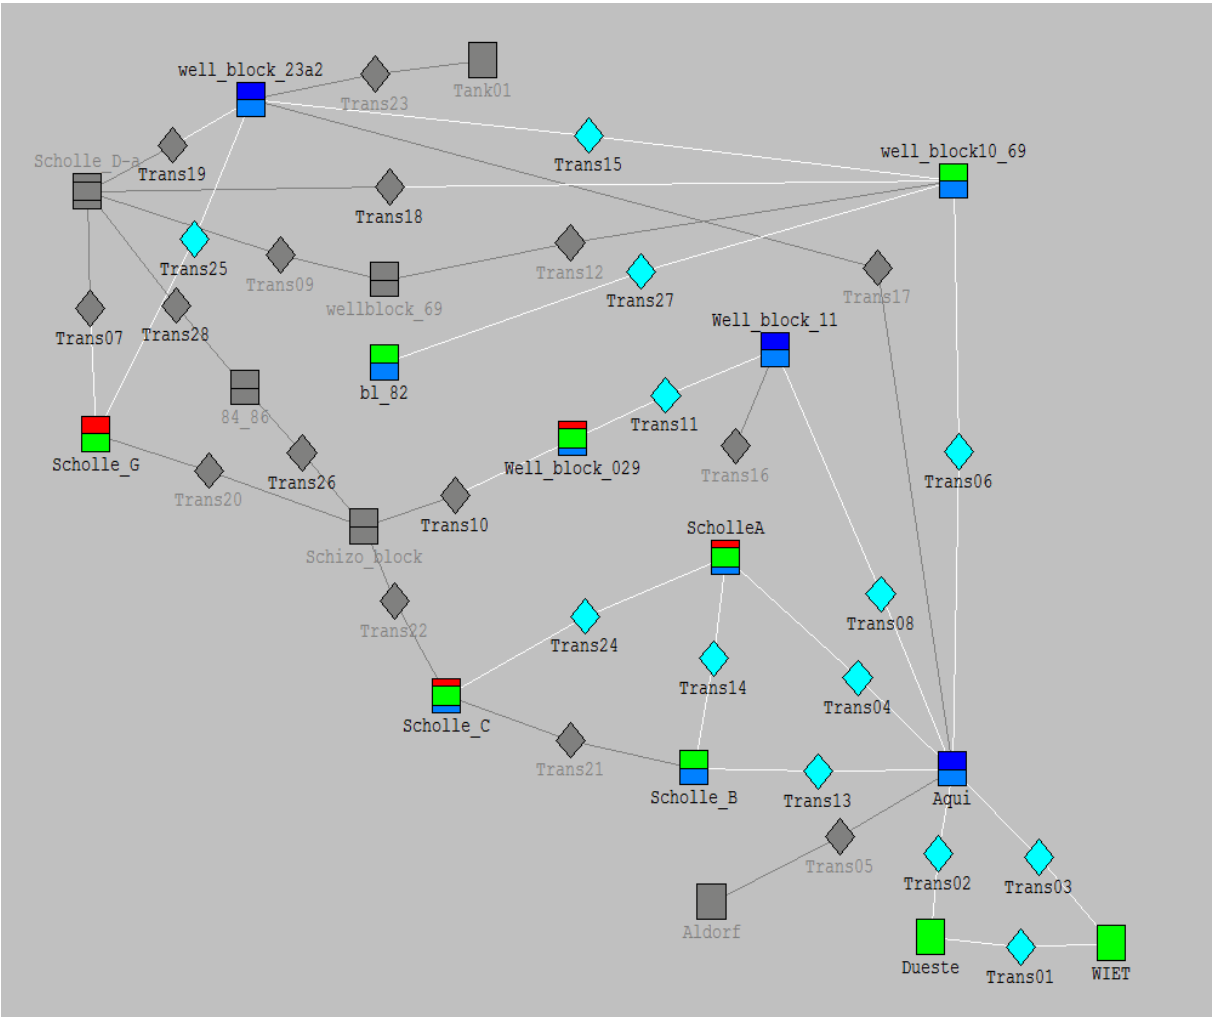 well_block_23a2
Tank01
Trans23
Trans15
well_block10_69
Scholle_D-a
Trans19
Trans18
Trans25
Trans09
Trans12
Trans27
Trans17
wellblock_69
Well_block_11
Trans07
Trans28
bl_82
84_86
Trans11
Scholle_G
Well_block_029
Trans16
Trans06
Trans20
Trans26
Trans10
ScholleA
Schizo_block
Trans22
Trans24
Trans08
Trans14
Trans04
Scholle_C
Trans21
Scholle_B
Trans13
Aqui
Trans05
Trans02
Trans03
Aldorf
Dueste
Trans01
WIET